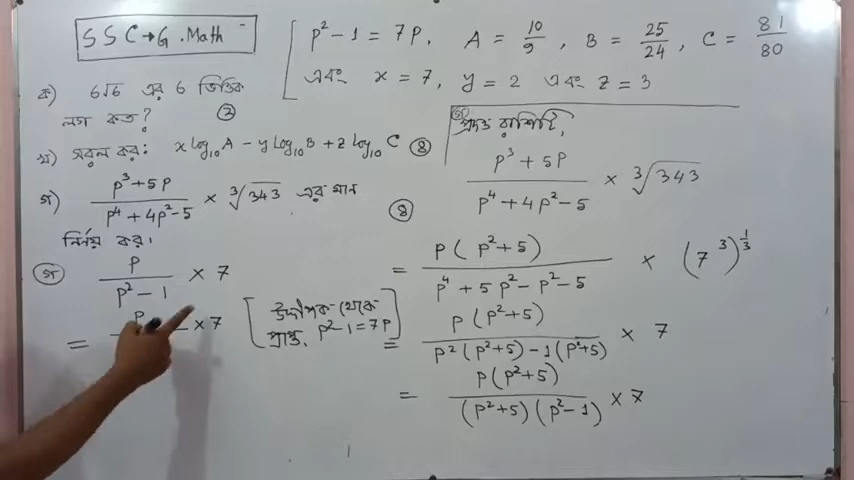 SSC → G. Math
p² - 1 = 7p, A = 10/9, B = 25/24, C = 81/80
এবং x = 7, y = 2 এবং z = 3
ক) 6√6 এর 6 ভিত্তিক
লগ কত? ②
খ) সরল কর: x log₁₀ A - y log₁₀ B + z log₁₀ C ④
গ) (p³ + 5p)/(p⁴ + 4p² - 5) × ³√343 এর মান ④
নির্ণয় কর।
গ
প্রদত্ত রাশিটি,
(p³ + 5p)/(p⁴ + 4p² - 5) × ³√343
= p(p² + 5)/(p⁴ + 5p² - p² - 5) × (7³)^(1/3)
= p(p² + 5)/(p²(p² + 5) - 1(p² + 5)) × 7
= p(p² + 5)/((p² + 5)(p² - 1)) × 7
গ p/(p² - 1) × 7
= p × 7
[উদ্দীপক থেকে
প্রাপ্ত, p² - 1 = 7p]